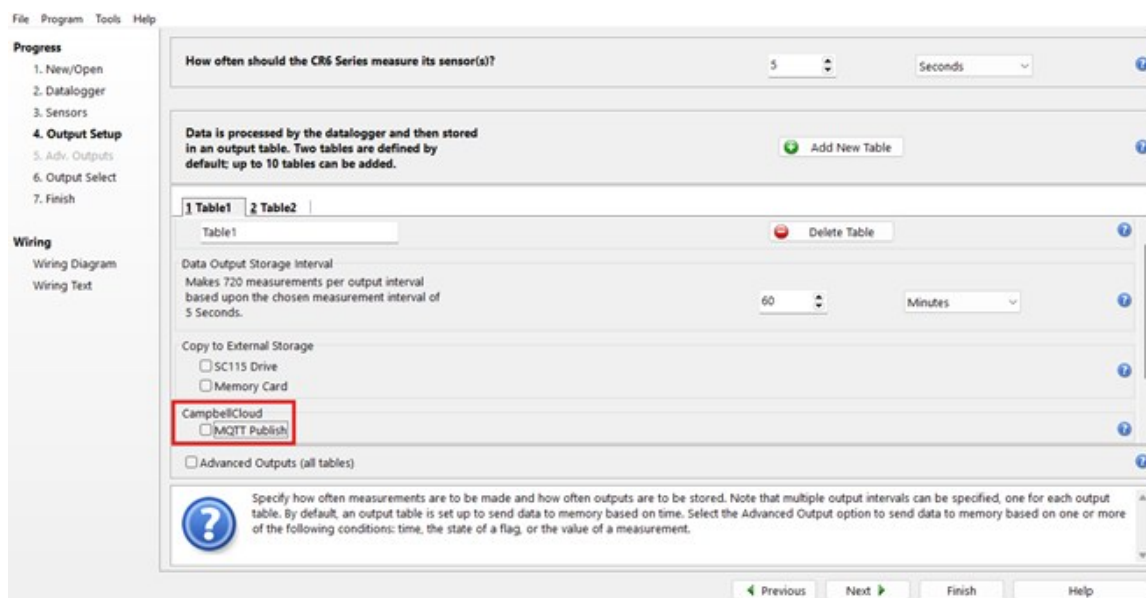 File Program Tools Help
Progress
1. New/Open
2. Datalogger
3. Sensors
4. Output Setup
5. Adv. Outputs
6. Output Select
7. Finish
Wiring
Wiring Diagram
Wiring Text
How often should the CR6 Series measure its sensor(s)?
5 Seconds
Data is processed by the datalogger and then stored
in an output table. Two tables are defined by
default; up to 10 tables can be added.
Add New Table
1 Table1 2 Table2
Table1
Delete Table
Data Output Storage Interval
Makes 720 measurements per output interval
based upon the chosen measurement interval of
5 Seconds.
60 Minutes
Copy to External Storage
SC115 Drive
Memory Card
CampbellCloud
MQTT Publish
Advanced Outputs (all tables)
Specify how often measurements are to be made and how often outputs are to be stored. Note that multiple output intervals can be specified, one for each output
table. By default, an output table is set up to send data to memory based on time. Select the Advanced Output option to send data to memory based on one or more
of the following conditions: time, the state of a flag, or the value of a measurement.
Previous Next Finish Help